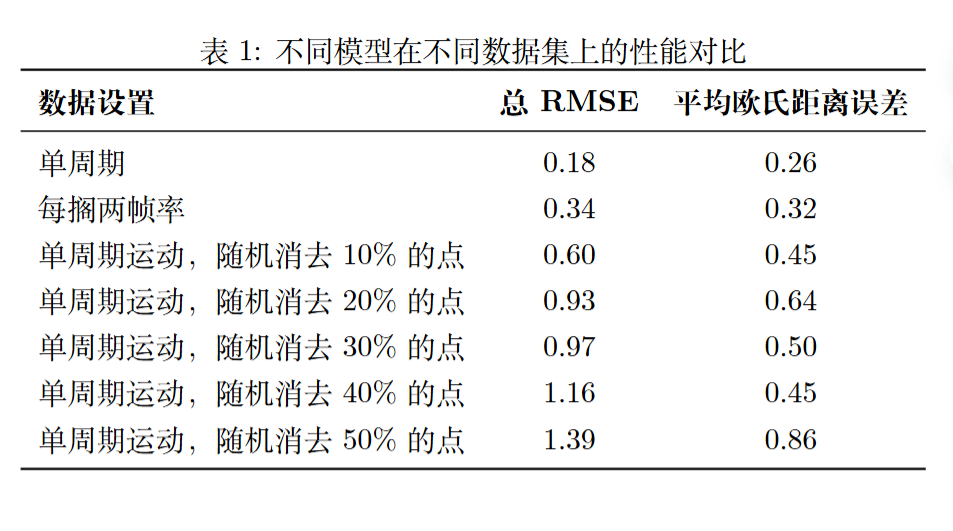 表 1: 不同模型在不同数据集上的性能对比
数据设置 总 RMSE 平均欧氏距离误差
单周期 0.18 0.26
每搁两帧率 0.34 0.32
单周期运动，随机消去 10% 的点 0.60 0.45
单周期运动，随机消去 20% 的点 0.93 0.64
单周期运动，随机消去 30% 的点 0.97 0.50
单周期运动，随机消去 40% 的点 1.16 0.45
单周期运动，随机消去 50% 的点 1.39 0.86